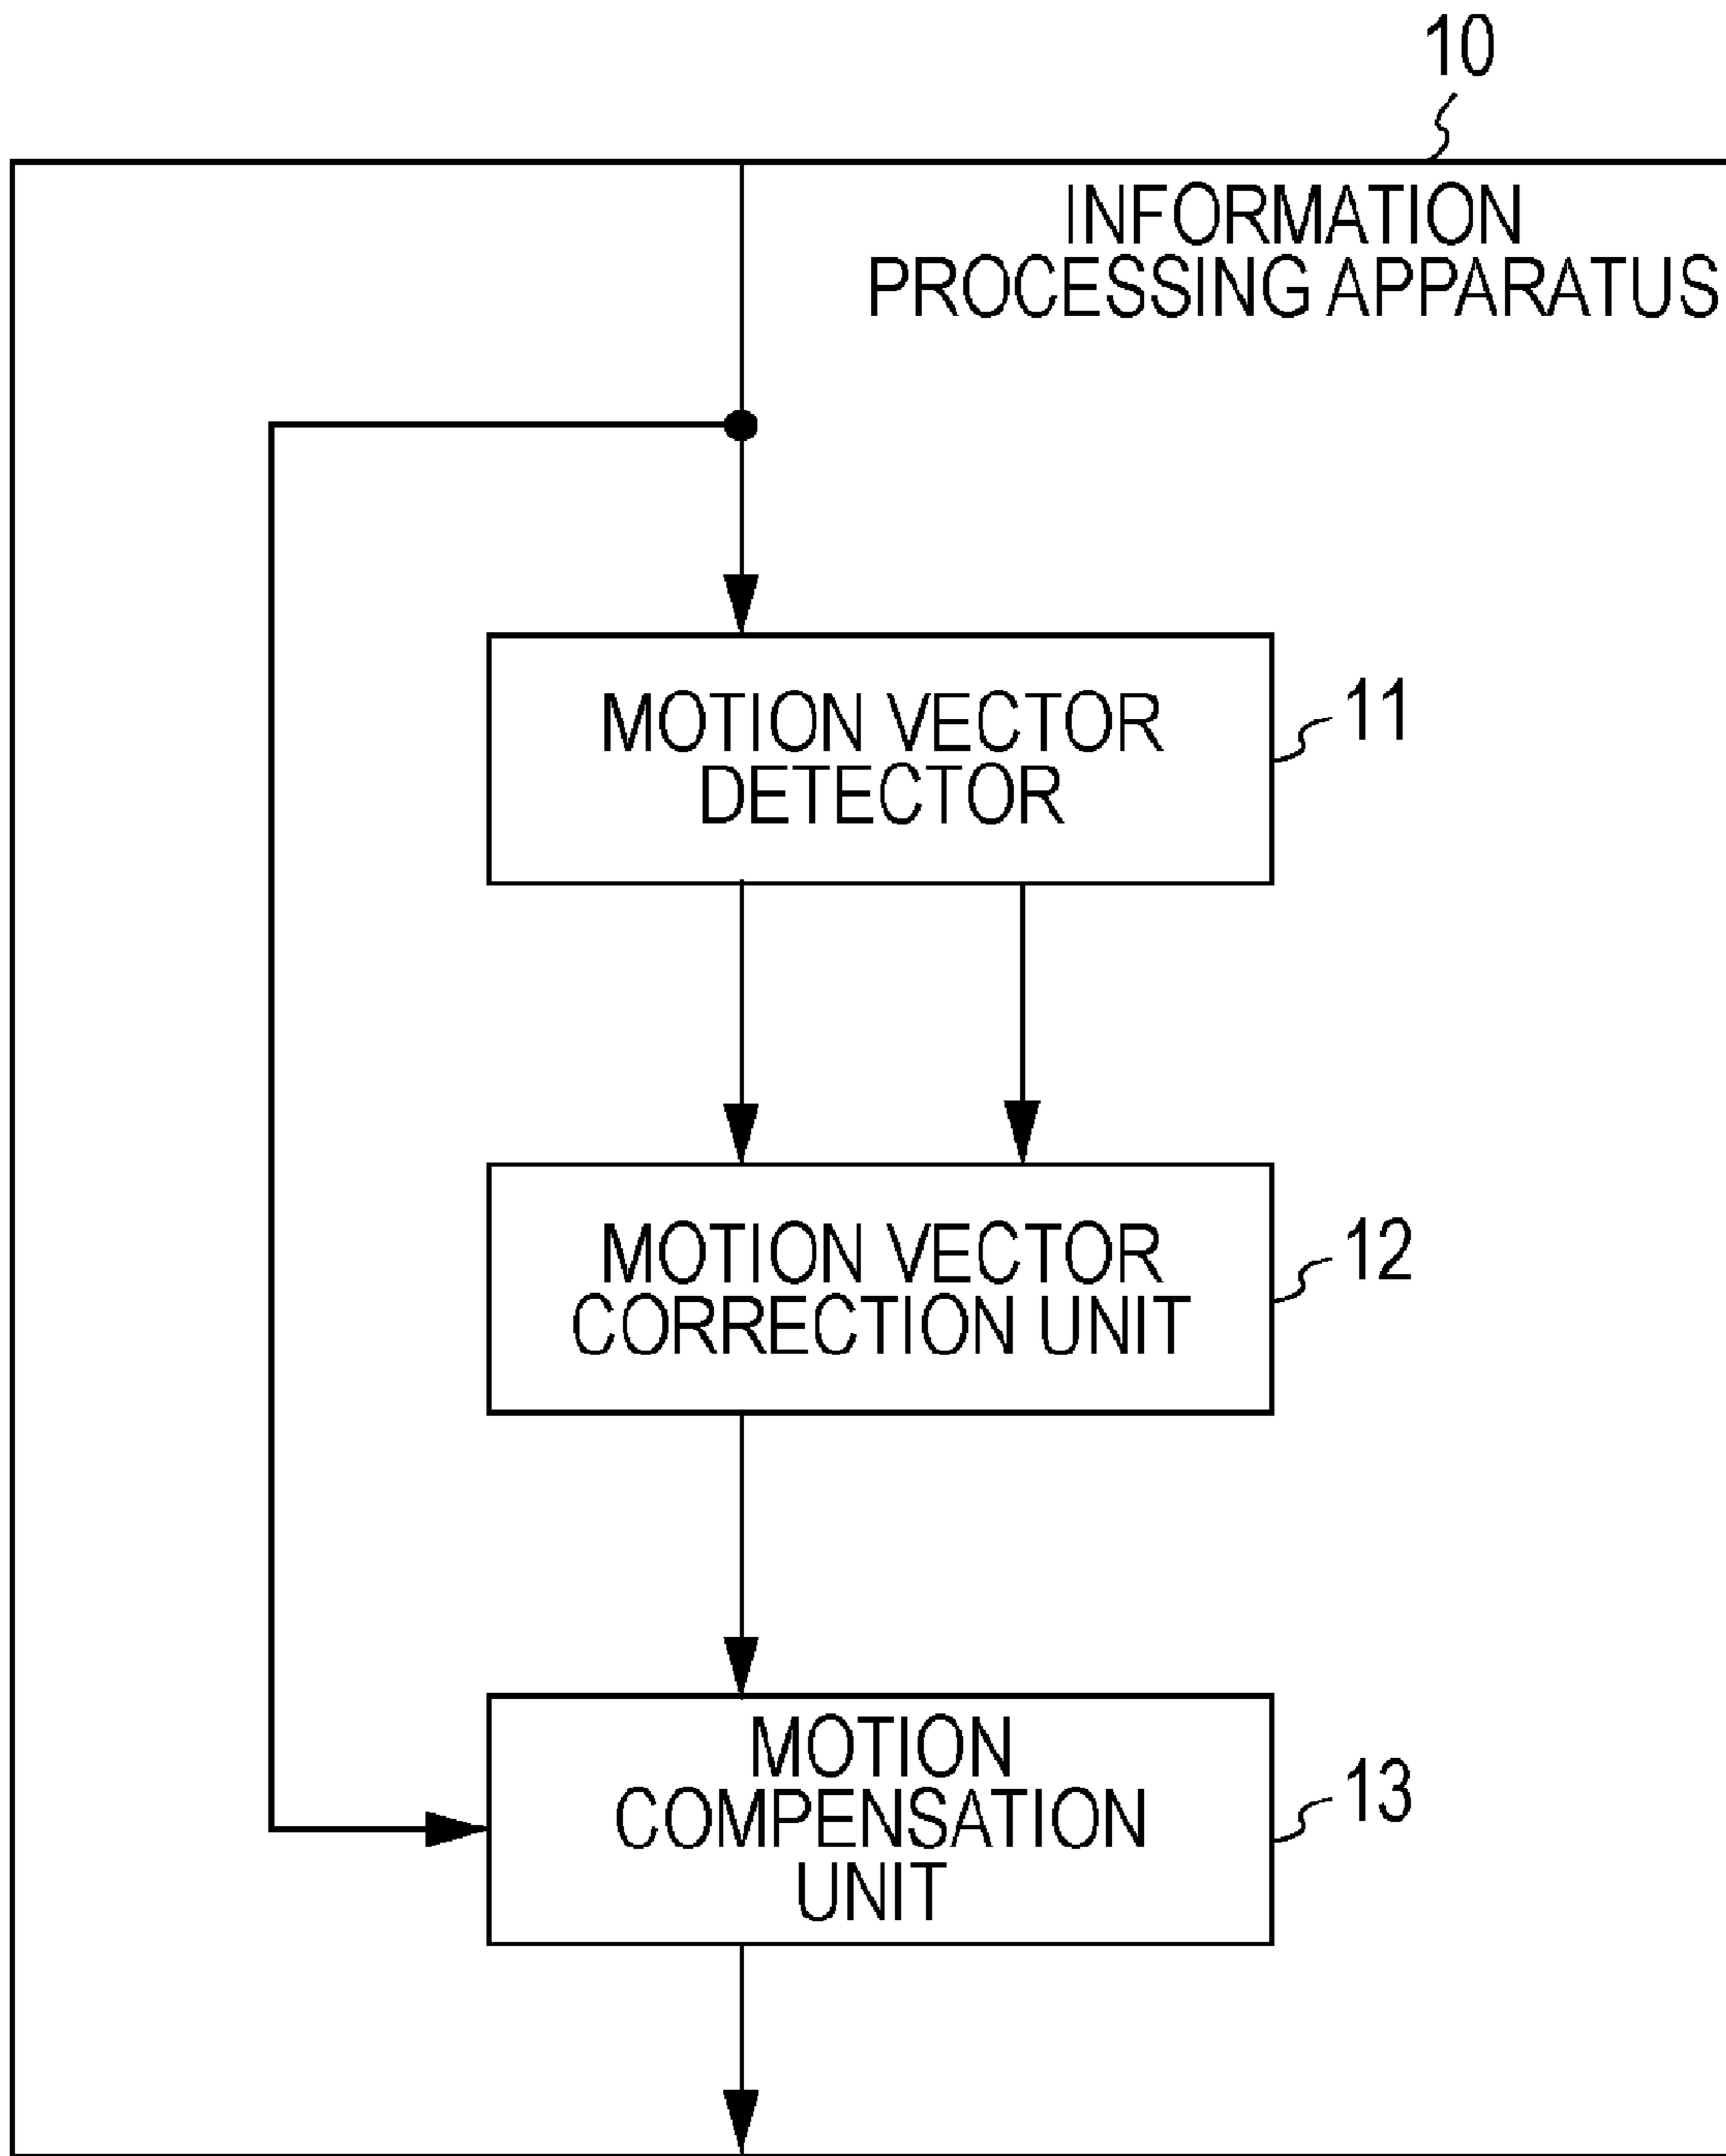 10
INFORMATION
PROCESSING APPARATUS
MOTION VECTOR
DETECTOR
11
MOTION VECTOR
CORRECTION UNIT
12
MOTION
COMPENSATION
UNIT
13